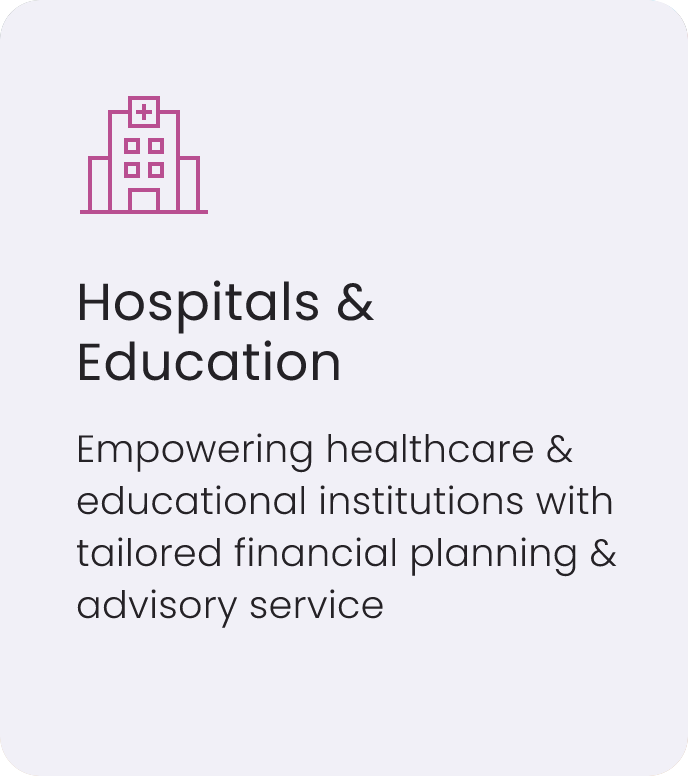 Hospitals &
Education
Empowering healthcare &
educational institutions with
tailored financial planning &
advisory service